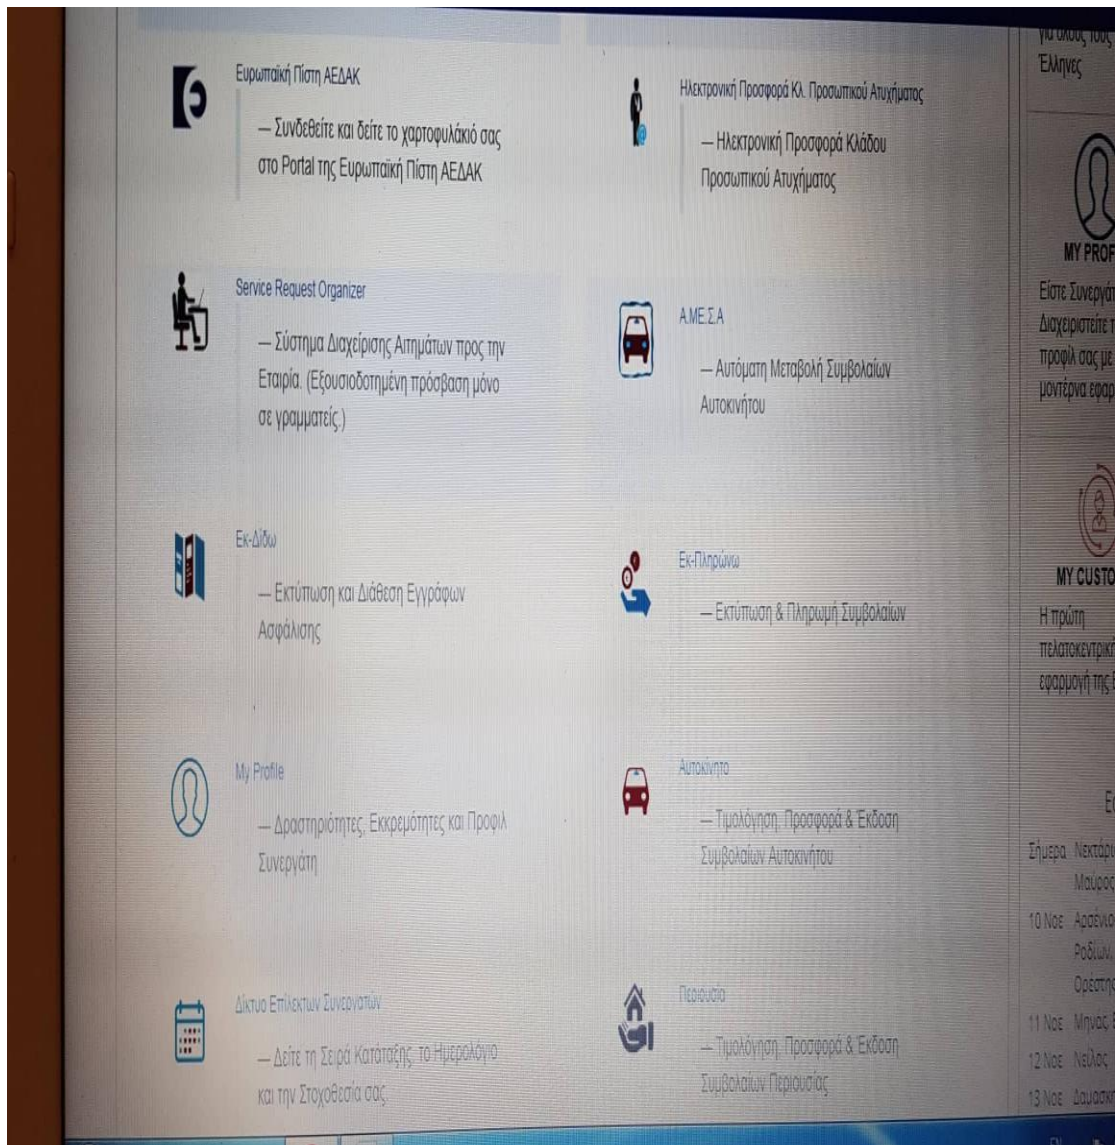 Ευρωπαϊκή Πίστη ΑΕΔΑΚ
— Συνδεθείτε και δείτε το χαρτοφυλάκιό σας
στο Portal της Ευρωπαϊκή Πίστη ΑΕΔΑΚ
Ηλεκτρονική Προσφορά Κλ. Προσωπικού Ατυχήματος
— Ηλεκτρονική Προσφορά Κλάδου
Προσωπικού Ατυχήματος
Service Request Organizer
— Σύστημα Διαχείρισης Αιτημάτων προς την
Εταιρία. (Εξουσιοδοτημένη πρόσβαση μόνο
σε γραμματείς.)
Α.ΜΕ.Σ.Α
— Αυτόματη Μεταβολή Συμβολαίων
Αυτοκινήτου
Εκ-Δίδω
— Εκτύπωση και Διάθεση Εγγράφων
Ασφάλισης
Εκ-Πληρώνω
— Εκτύπωση & Πληρωμή Συμβολαίων
My Profile
— Δραστηριότητες, Εκκρεμότητες και Προφίλ
Συνεργάτη
Αυτοκίνητο
— Τιμολόγηση, Προσφορά & Έκδοση
Συμβολαίων Αυτοκινήτου
Δίκτυο Επίλεκτων Συνεργατών
— Δείτε τη Σειρά Κατάταξης, το Ημερολόγιο
και την Στοχοθεσία σας.
Περιουσία
— Τιμολόγηση, Προσφορά & Έκδοση
Συμβολαίων Περιουσίας
για όλους τους
Έλληνες
MY PROF
Είστε Συνεργάτ
Διαχειριστείτε τ
προφίλ σας με
μοντέρνα εφαρ
MY CUSTO
Η πρώτη
πελατοκεντρική
εφαρμογή της
Σήμερα Νεκτάρι
Μαύρος
10 Νοε Αρσένιο
Ροδίων,
Ορέστης
11 Νοε Μηνάς,
12 Νοε Νείλος
13 Νοε Δαμασκη
EN